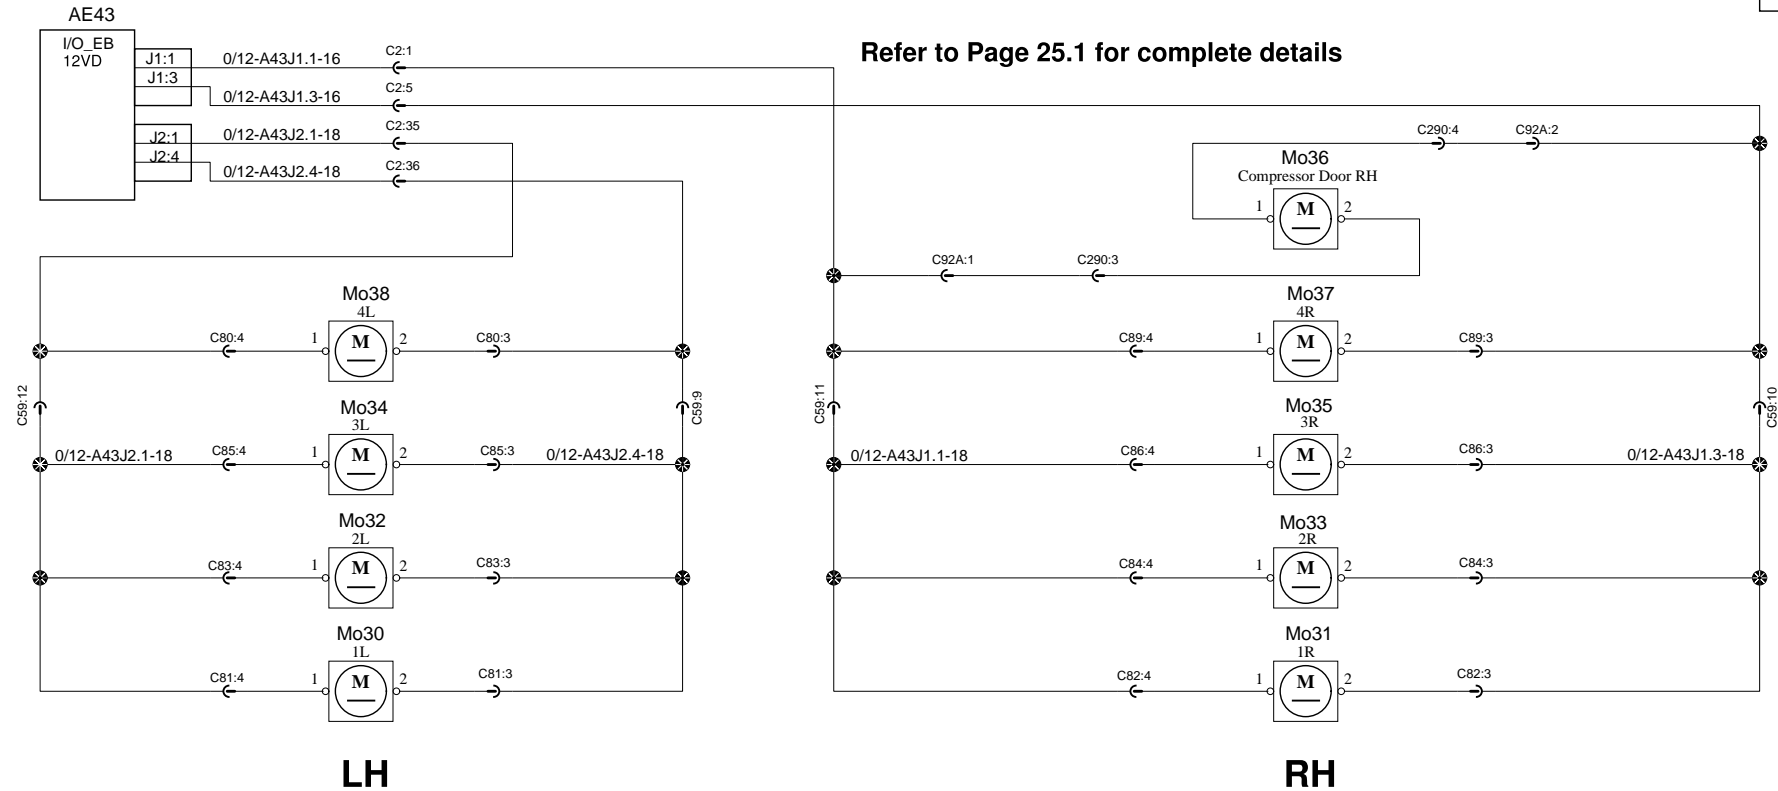 AE43
I/O_EB
12VD
J1:1
J1:3
J2:1
J2:4
0/12-A43J1.1-16
C2:1
0/12-A43J1.3-16
C2:5
0/12-A43J2.1-18
C2:35
0/12-A43J2.4-18
C2:36
Refer to Page 25.1 for complete details
C290:4
C92A:2
Mo36
Compressor Door RH
1
M
2
C92A:1
C290:3
Mo38
4L
C80:4
1
M
2
C80:3
Mo37
4R
C89:4
1
M
2
C89:3
C59:12
C59:9
C59:11
C59:10
Mo34
3L
0/12-A43J2.1-18
C85:4
1
M
2
C85:3
0/12-A43J2.4-18
Mo35
3R
0/12-A43J1.1-18
C86:4
1
M
2
C86:3
0/12-A43J1.3-18
Mo32
2L
C83:4
1
M
2
C83:3
Mo33
2R
C84:4
1
M
2
C84:3
Mo30
1L
C81:4
1
M
2
C81:3
Mo31
1R
C82:4
1
M
2
C82:3
LH
RH